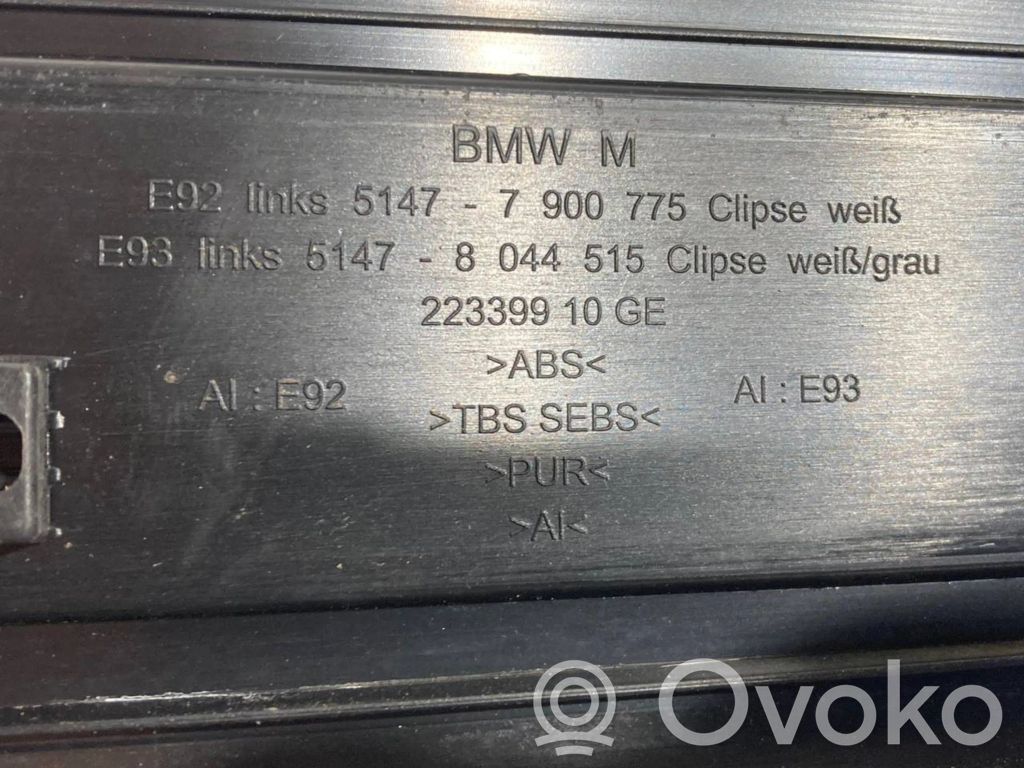 BMW M
E92 links 5147 - 7 900 775 Clipse weiß
E93 links 5147 - 8 044 515 Clipse weiß/grau
223399 10 GE
>ABS<
AI : E92
AI : E93
>TBS SEBS<
>PUR<
>AI<
Ovoko